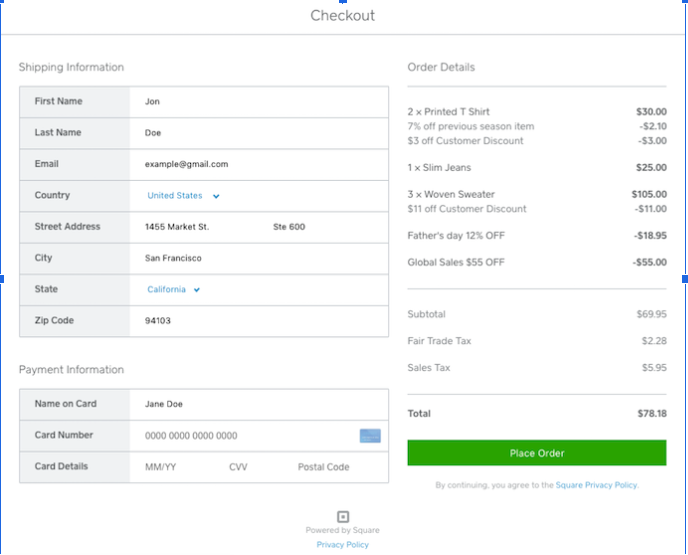 Checkout
Shipping Information
First Name Jon
Last Name Doe
Email example@gmail.com
Country United States
Street Address 1455 Market St. Ste 600
City San Francisco
State California
Zip Code 94103
Payment Information
Name on Card Jane Doe
Card Number 0000 0000 0000 0000
Card Details MM/YY CVV Postal Code
Order Details
2 x Printed T Shirt $30.00
7% off previous season item -$2.10
$3 off Customer Discount -$3.00
1 x Slim Jeans $25.00
3 x Woven Sweater $105.00
$11 off Customer Discount -$11.00
Father's day 12% OFF -$18.95
Global Sales $55 OFF -$55.00
Subtotal $69.95
Fair Trade Tax $2.28
Sales Tax $5.95
Total $78.18
Place Order
By continuing, you agree to the Square Privacy Policy.
Powered by Square
Privacy Policy